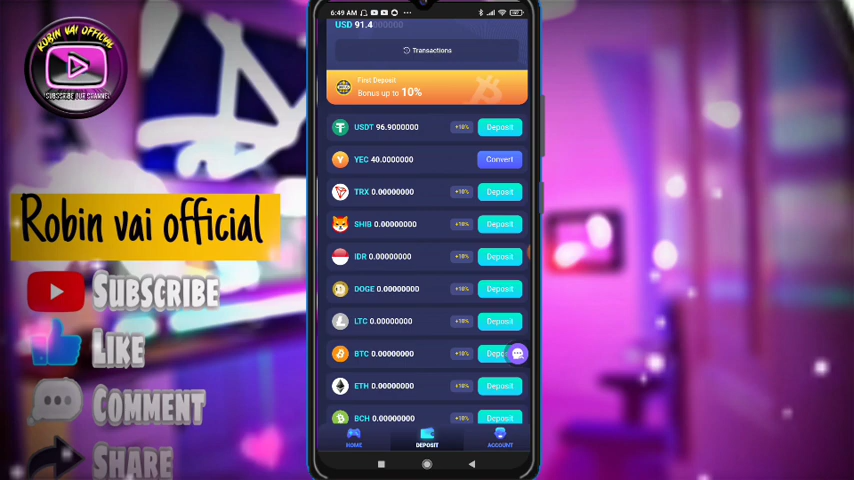 ROBIN VAI OFFICIAL
SUBSCRIBE OUR CHANNEL
Robin vai official
SUBSCRIBE
LIKE
COMMENT
SHARE
6:49 AM
USD 91.4000000
Transactions
First Deposit
Bonus up to 10%
USDT 96.9000000 +10% Deposit
YEC 40.0000000 Convert
TRX 0.00000000 +10% Deposit
SHIB 0.00000000 +10% Deposit
IDR 0.00000000 +10% Deposit
DOGE 0.00000000 +10% Deposit
LTC 0.00000000 +10% Deposit
BTC 0.00000000 +10% Depo
ETH 0.00000000 +10% Deposit
BCH 0.00000000 +10% Deposit
HOME DEPOSIT ACCOUNT